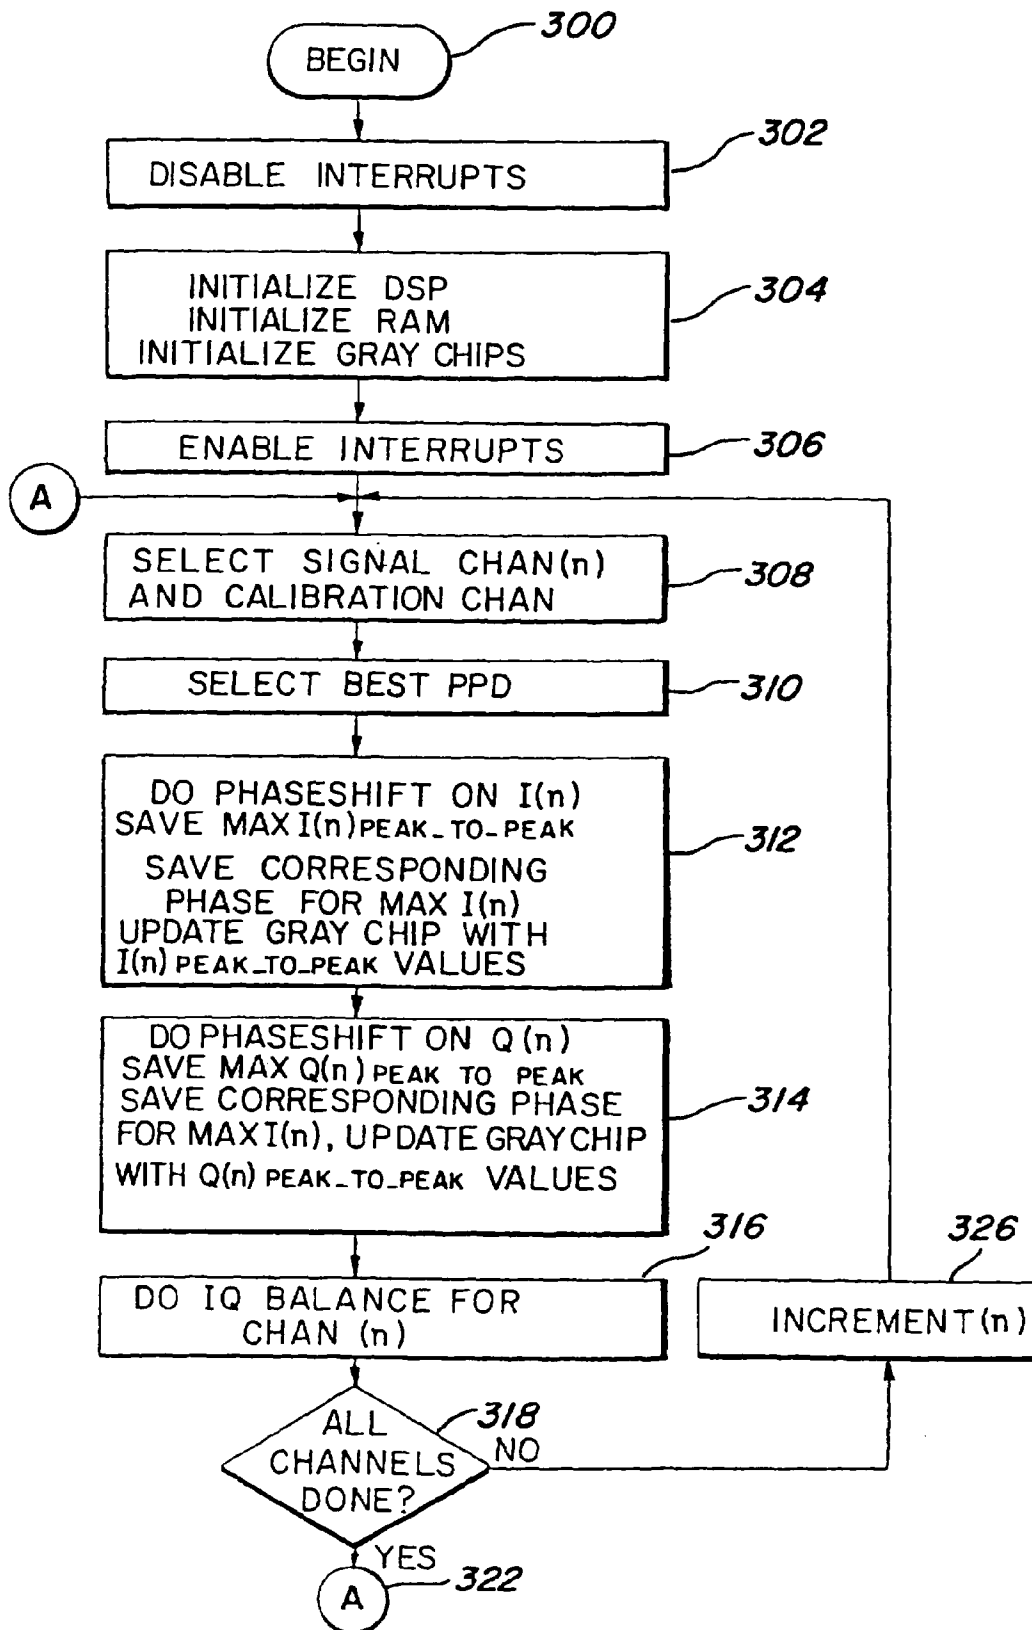 300
BEGIN
302
DISABLE INTERRUPTS
304
INITIALIZE DSP
INITIALIZE RAM
INITIALIZE GRAY CHIPS
306
ENABLE INTERRUPTS
A
SELECT SIGNAL CHAN(n)
AND CALIBRATION CHAN
308
SELECT BEST PPD
310
DO PHASESHIFT ON I(n)
SAVE MAX I(n) PEAK_TO_PEAK
SAVE CORRESPONDING
PHASE FOR MAX I(n)
UPDATE GRAY CHIP WITH
I(n) PEAK_TO_PEAK VALUES
312
DO PHASESHIFT ON Q(n)
SAVE MAX Q(n) PEAK TO PEAK
SAVE CORRESPONDING PHASE
FOR MAX I(n), UPDATE GRAY CHIP
WITH Q(n) PEAK_TO_PEAK VALUES
314
316
DO IQ BALANCE FOR
CHAN (n)
326
INCREMENT(n)
318
ALL
CHANNELS
DONE?
NO
YES
A
322